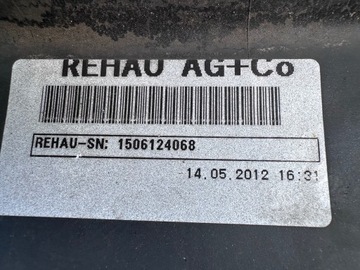 REHAU AG+Co
REHAU-SN: 1506124068
14.05.2012 16:31